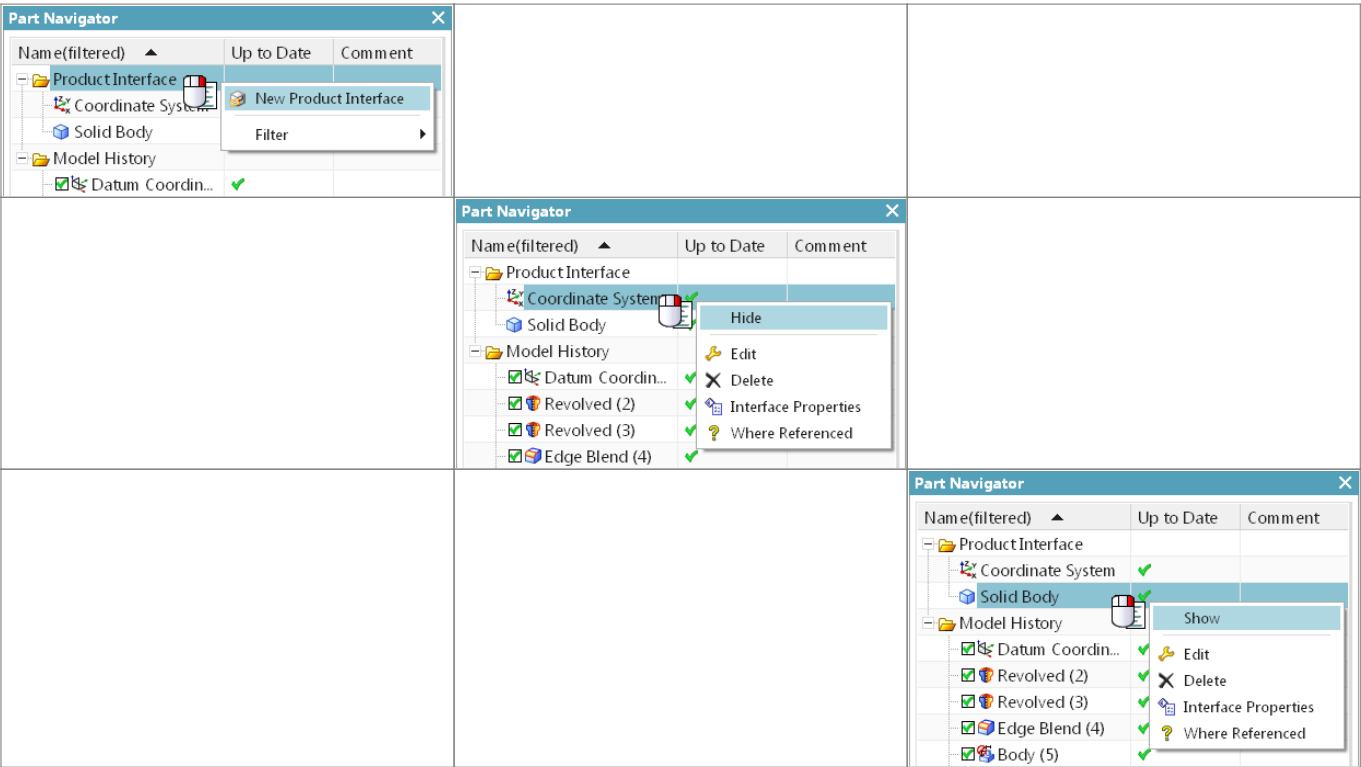 Part Navigator
Name(filtered) Up to Date Comment
Product Interface
Coordinate System
New Product Interface
Solid Body
Filter
Model History
Datum Coordin...
Part Navigator
Name(filtered) Up to Date Comment
Product Interface
Coordinate System
Hide
Solid Body
Model History
Edit
Datum Coordin...
Delete
Revolved (2)
Interface Properties
Revolved (3)
Where Referenced
Edge Blend (4)
Part Navigator
Name(filtered) Up to Date Comment
Product Interface
Coordinate System
Solid Body
Show
Model History
Datum Coordin...
Edit
Revolved (2)
Delete
Revolved (3)
Interface Properties
Edge Blend (4)
Where Referenced
Body (5)